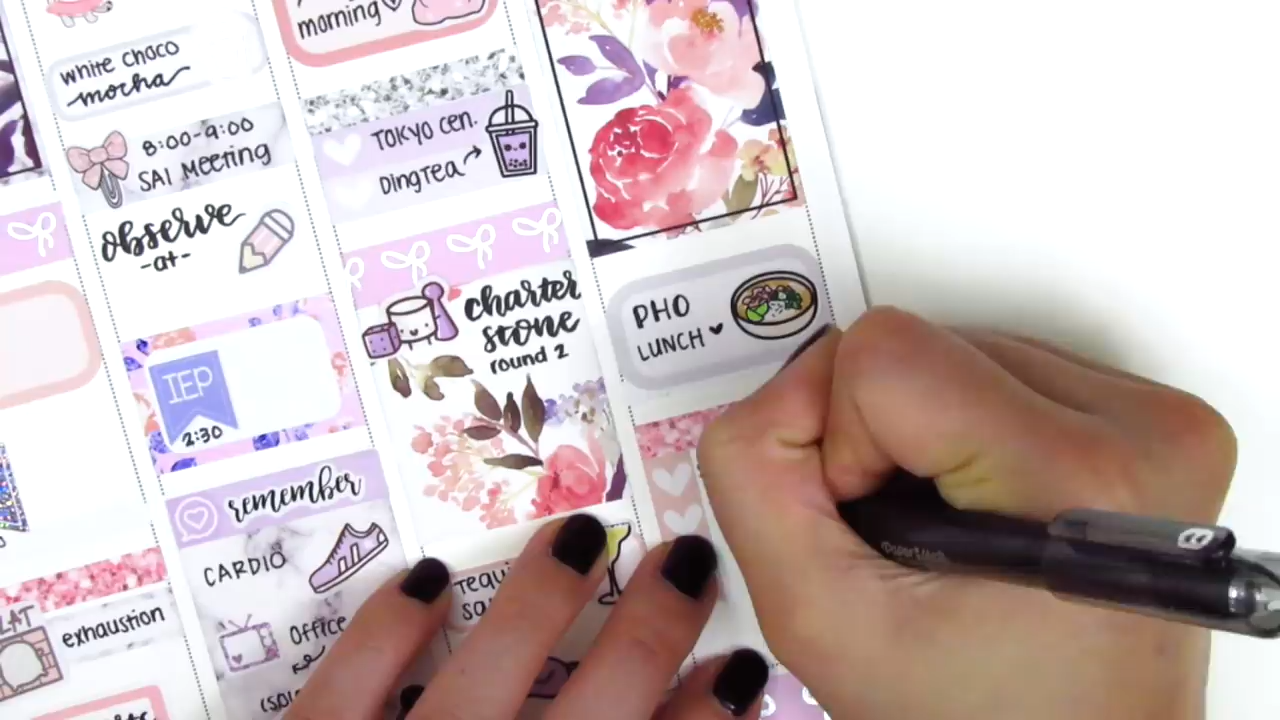 white choco
mocha
8:00-9:00
SAI Meeting
observe
-at-
IEP
2:30
remember
CARDIO
Office
exhaustion
morning
TOKYO Cen.
DingTea
charter
stone
round 2
PHO
LUNCH